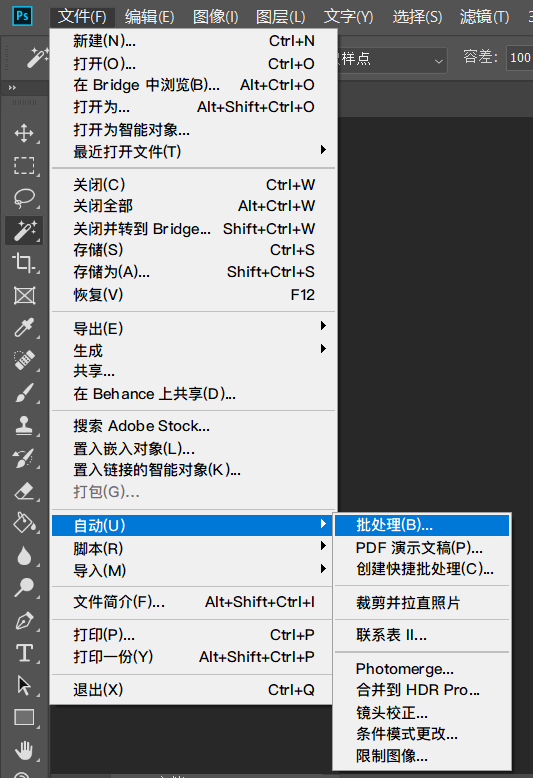 Ps 文件(F) 编辑(E) 图像(I) 图层(L) 文字(Y) 选择(S) 滤镜(T)
样点 容差: 100
新建(N)... Ctrl+N
打开(O)... Ctrl+O
在 Bridge 中浏览(B)... Alt+Ctrl+O
打开为... Alt+Shift+Ctrl+O
打开为智能对象...
最近打开文件(T)
关闭(C) Ctrl+W
关闭全部 Alt+Ctrl+W
关闭并转到 Bridge... Shift+Ctrl+W
存储(S) Ctrl+S
存储为(A)... Shift+Ctrl+S
恢复(V) F12
导出(E)
生成
共享...
在 Behance 上共享(D)...
搜索 Adobe Stock...
置入嵌入对象(L)...
置入链接的智能对象(K)...
打包(G)...
自动(U)
脚本(R)
导入(M)
文件简介(F)... Alt+Shift+Ctrl+I
打印(P)... Ctrl+P
打印一份(Y) Alt+Shift+Ctrl+P
退出(X) Ctrl+Q
批处理(B)...
PDF 演示文稿(P)...
创建快捷批处理(C)...
裁剪并拉直照片
联系表 II...
Photomerge...
合并到 HDR Pro...
镜头校正...
条件模式更改...
限制图像...